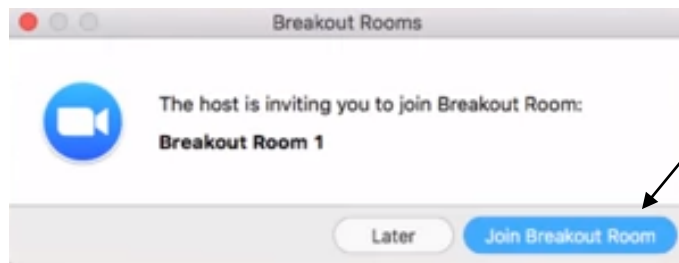 Breakout Rooms
The host is inviting you to join Breakout Room:
Breakout Room 1
Later
Join Breakout Room